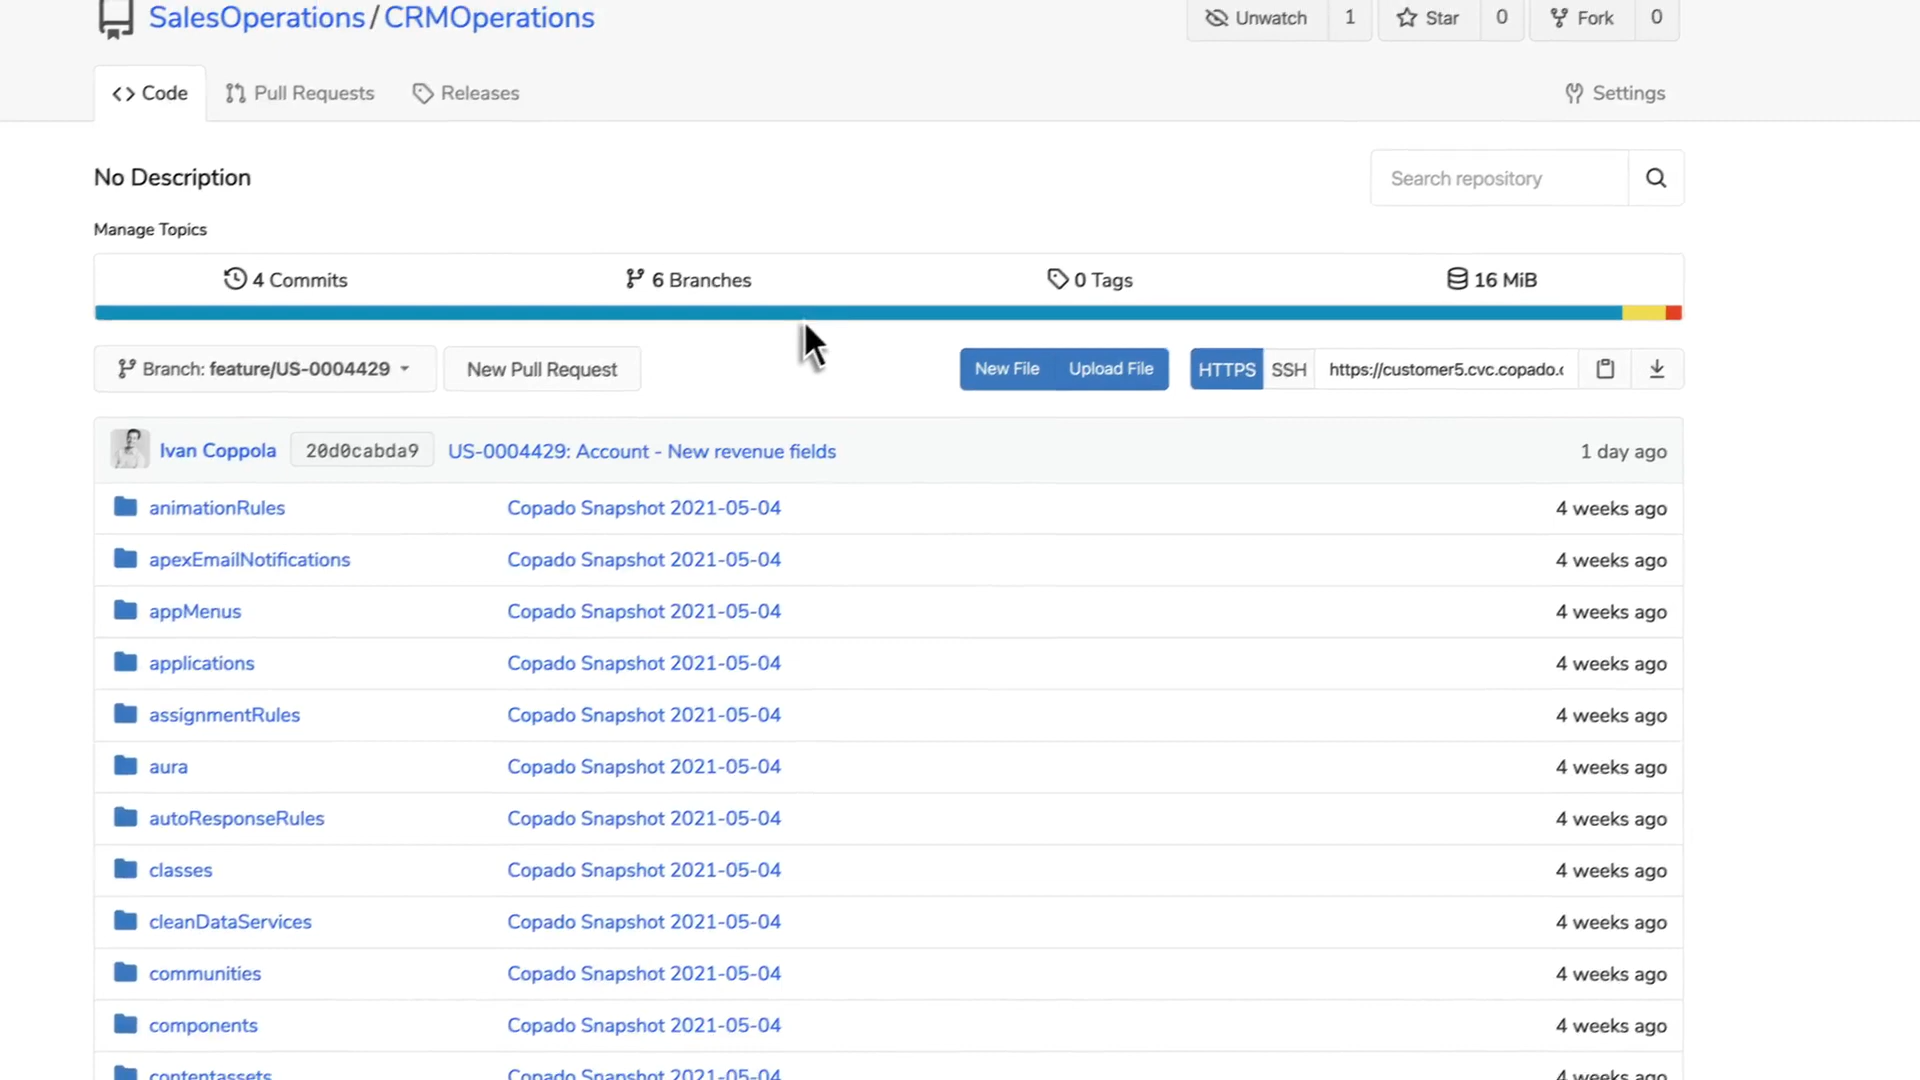 SalesOperations / CRMOperations
Unwatch 1 Star 0 Fork 0
Code Pull Requests Releases Settings
No Description
Search repository
Manage Topics
4 Commits 6 Branches 0 Tags 16 MiB
Branch: feature/US-0004429 New Pull Request New File Upload File HTTPS SSH https://customer5.cvc.copado.c
Ivan Coppola 20d0cabda9 US-0004429: Account - New revenue fields 1 day ago
animationRules Copado Snapshot 2021-05-04 4 weeks ago
apexEmailNotifications Copado Snapshot 2021-05-04 4 weeks ago
appMenus Copado Snapshot 2021-05-04 4 weeks ago
applications Copado Snapshot 2021-05-04 4 weeks ago
assignmentRules Copado Snapshot 2021-05-04 4 weeks ago
aura Copado Snapshot 2021-05-04 4 weeks ago
autoResponseRules Copado Snapshot 2021-05-04 4 weeks ago
classes Copado Snapshot 2021-05-04 4 weeks ago
cleanDataServices Copado Snapshot 2021-05-04 4 weeks ago
communities Copado Snapshot 2021-05-04 4 weeks ago
components Copado Snapshot 2021-05-04 4 weeks ago
contentassets Copado Snapshot 2021-05-04 4 weeks ago